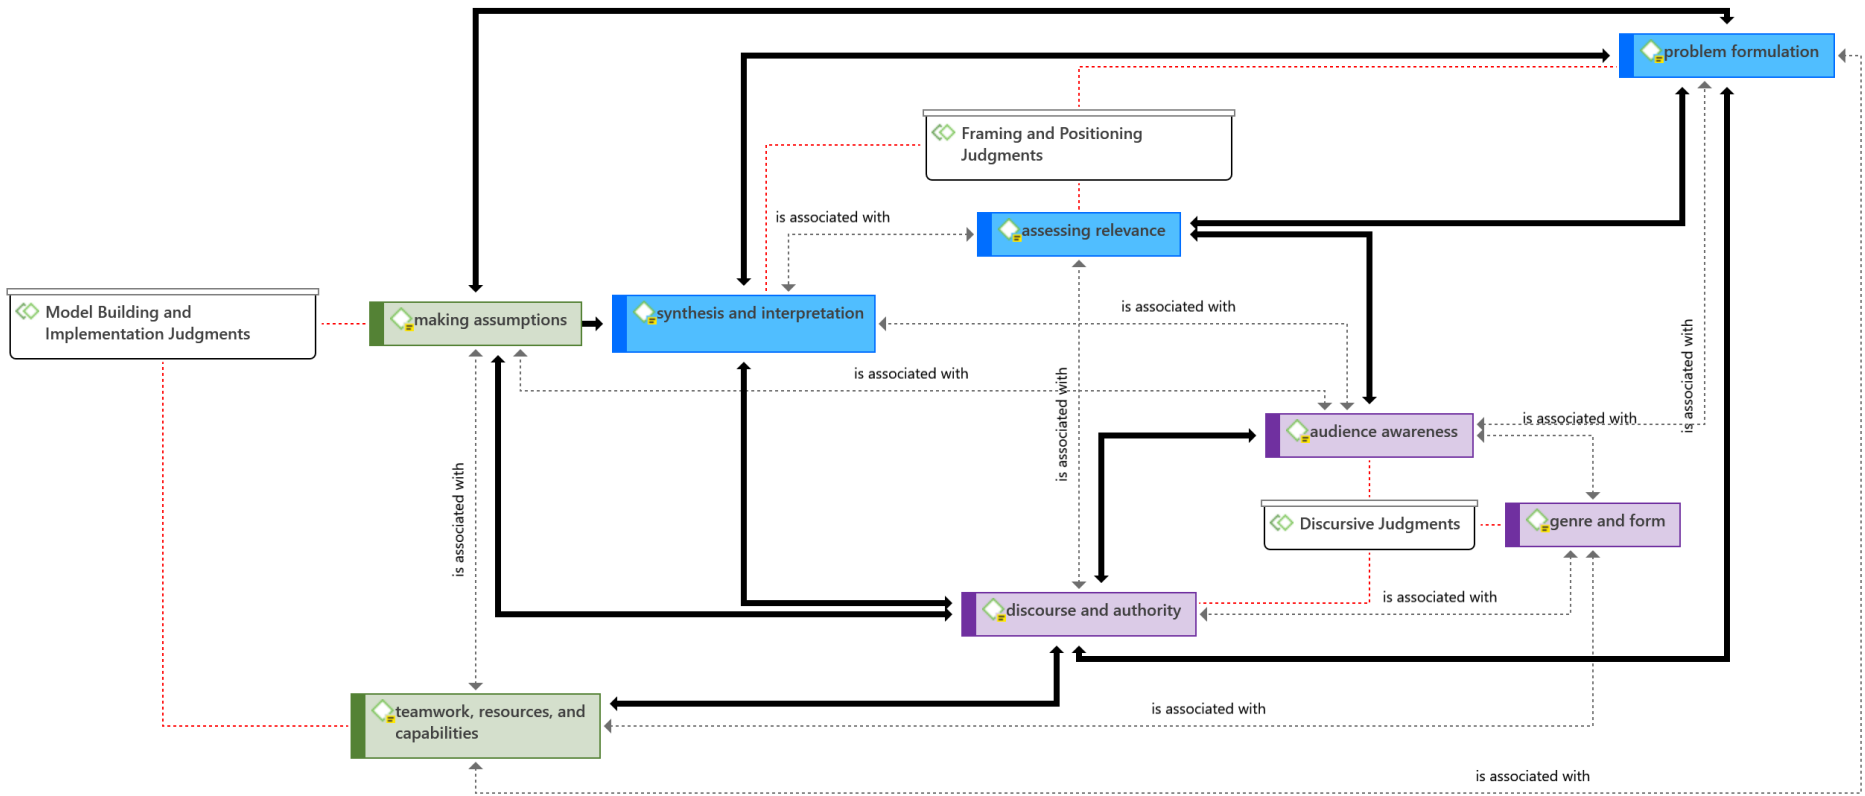 problem formulation
Framing and Positioning
Judgments
is associated with
assessing relevance
Model Building and
Implementation Judgments
making assumptions
synthesis and interpretation
is associated with
is associated with
is associated with
is associated with
is associated with
audience awareness
is associated with
Discursive Judgments
genre and form
is associated with
discourse and authority
teamwork, resources, and
capabilities
is associated with
is associated with